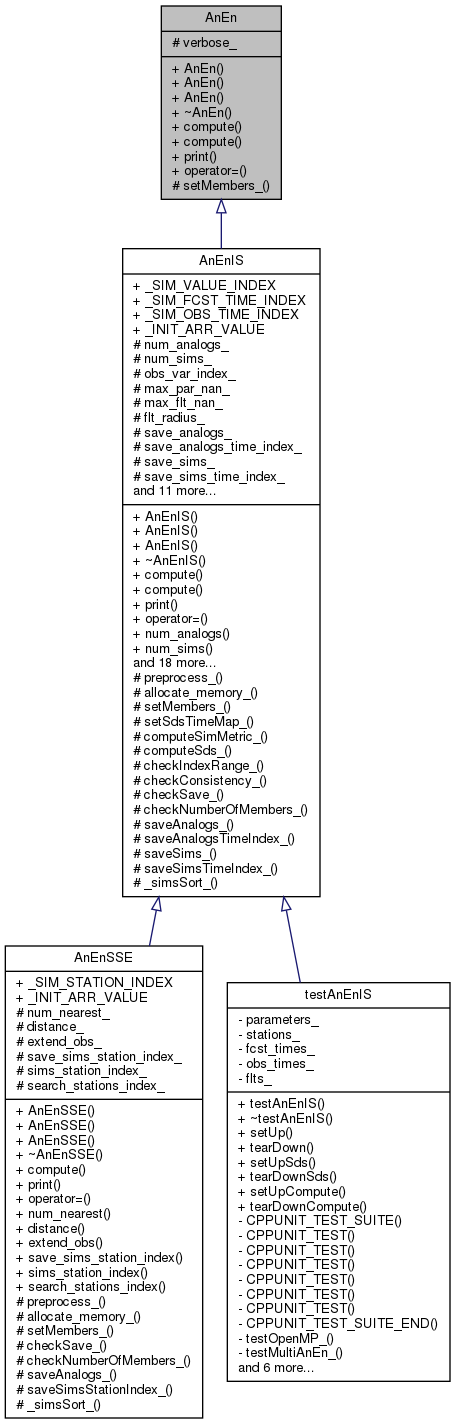 AnEn
# verbose_
+ AnEn()
+ AnEn()
+ AnEn()
+ ~AnEn()
+ compute()
+ compute()
+ print()
+ operator=()
# setMembers_()
AnEnIS
+ _SIM_VALUE_INDEX
+ _SIM_FCST_TIME_INDEX
+ _SIM_OBS_TIME_INDEX
+ _INIT_ARR_VALUE
# num_analogs_
# num_sims_
# obs_var_index_
# max_par_nan_
# max_flt_nan_
# flt_radius_
# save_analogs_
# save_analogs_time_index_
# save_sims_
# save_sims_time_index_
and 11 more...
+ AnEnIS()
+ AnEnIS()
+ AnEnIS()
+ ~AnEnIS()
+ compute()
+ compute()
+ print()
+ operator=()
+ num_analogs()
+ num_sims()
and 18 more...
# preprocess_()
# allocate_memory_()
# setMembers_()
# setSdsTimeMap_()
# computeSimMetric_()
# computeSds_()
# checkIndexRange_()
# checkConsistency_()
# checkSave_()
# checkNumberOfMembers_()
# saveAnalogs_()
# saveAnalogsTimeIndex_()
# saveSims_()
# saveSimsTimeIndex_()
# _simsSort_()
AnEnSSE
+ _SIM_STATION_INDEX
+ _INIT_ARR_VALUE
# num_nearest_
# distance_
# extend_obs_
# save_sims_station_index_
# sims_station_index_
# search_stations_index_
+ AnEnSSE()
+ AnEnSSE()
+ AnEnSSE()
+ ~AnEnSSE()
+ compute()
+ print()
+ operator=()
+ num_nearest()
+ distance()
+ extend_obs()
+ save_sims_station_index()
+ sims_station_index()
+ search_stations_index()
# preprocess_()
# allocate_memory_()
# setMembers_()
# checkSave_()
# checkNumberOfMembers_()
# saveAnalogs_()
# saveSimsStationIndex_()
# _simsSort_()
testAnEnIS
- parameters_
- stations_
- fcst_times_
- obs_times_
- flts_
+ testAnEnIS()
+ ~testAnEnIS()
+ setUp()
+ tearDown()
+ setUpSds()
+ tearDownSds()
+ setUpCompute()
+ tearDownCompute()
- CPPUNIT_TEST_SUITE()
- CPPUNIT_TEST()
- CPPUNIT_TEST()
- CPPUNIT_TEST()
- CPPUNIT_TEST()
- CPPUNIT_TEST()
- CPPUNIT_TEST()
- CPPUNIT_TEST_SUITE_END()
- testOpenMP_()
- testMultiAnEn_()
and 6 more...